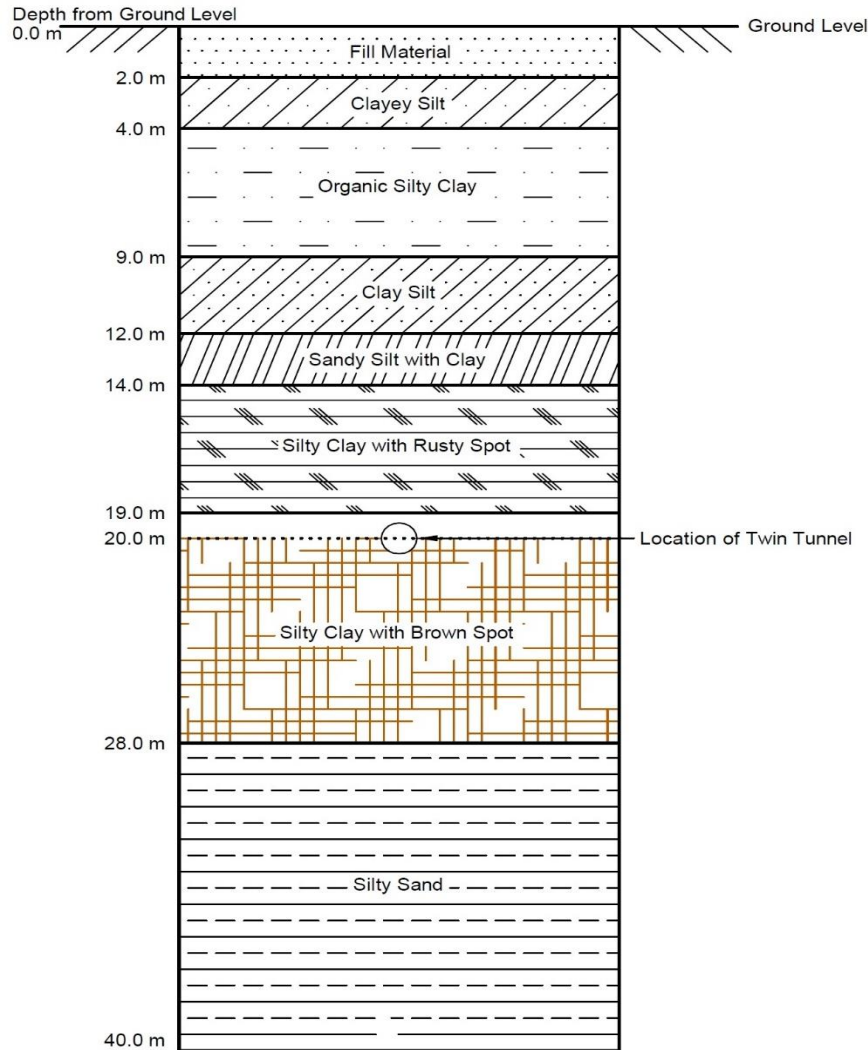 Depth from Ground Level
0.0 m
Ground Level
Fill Material
2.0 m
Clayey Silt
4.0 m
Organic Silty Clay
9.0 m
Clay Silt
12.0 m
Sandy Silt with Clay
14.0 m
Silty Clay with Rusty Spot
19.0 m
20.0 m
Location of Twin Tunnel
Silty Clay with Brown Spot
28.0 m
Silty Sand
40.0 m